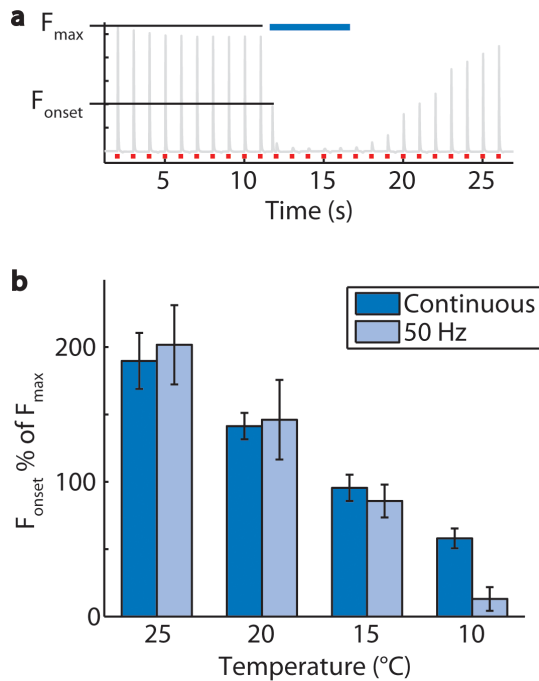 a
F max
F onset
5 10 15 20 25
Time (s)
b
Continuous
50 Hz
200
100
0
F onset % of F max
25 20 15 10
Temperature (°C)